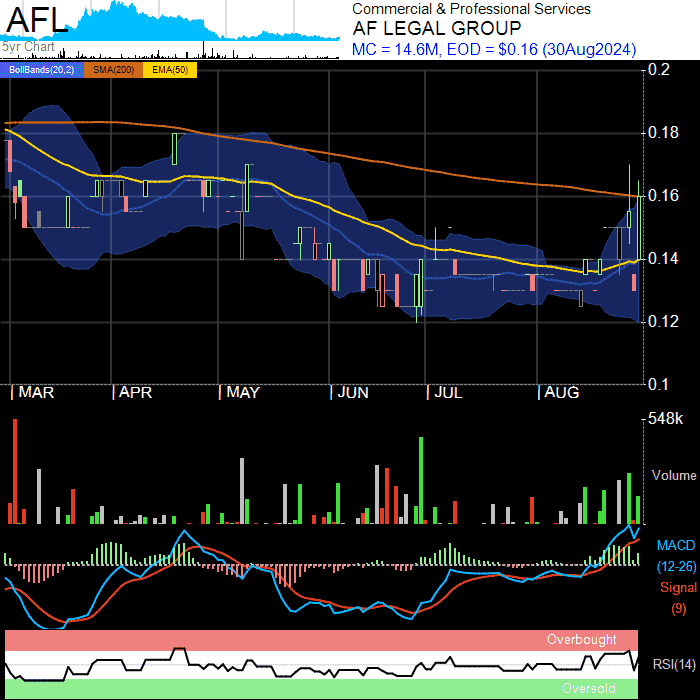 AFL
5yr Chart
Commercial & Professional Services
AF LEGAL GROUP
MC = 14.6M, EOD = $0.16 (30Aug2024)
BollBands(20,2) SMA(200) EMA(50)
0.2
0.18
0.16
0.14
0.12
0.1
MAR APR MAY JUN JUL AUG
548k
Volume
MACD
(12-26)
Signal
(9)
Overbought
RSI(14)
Oversold